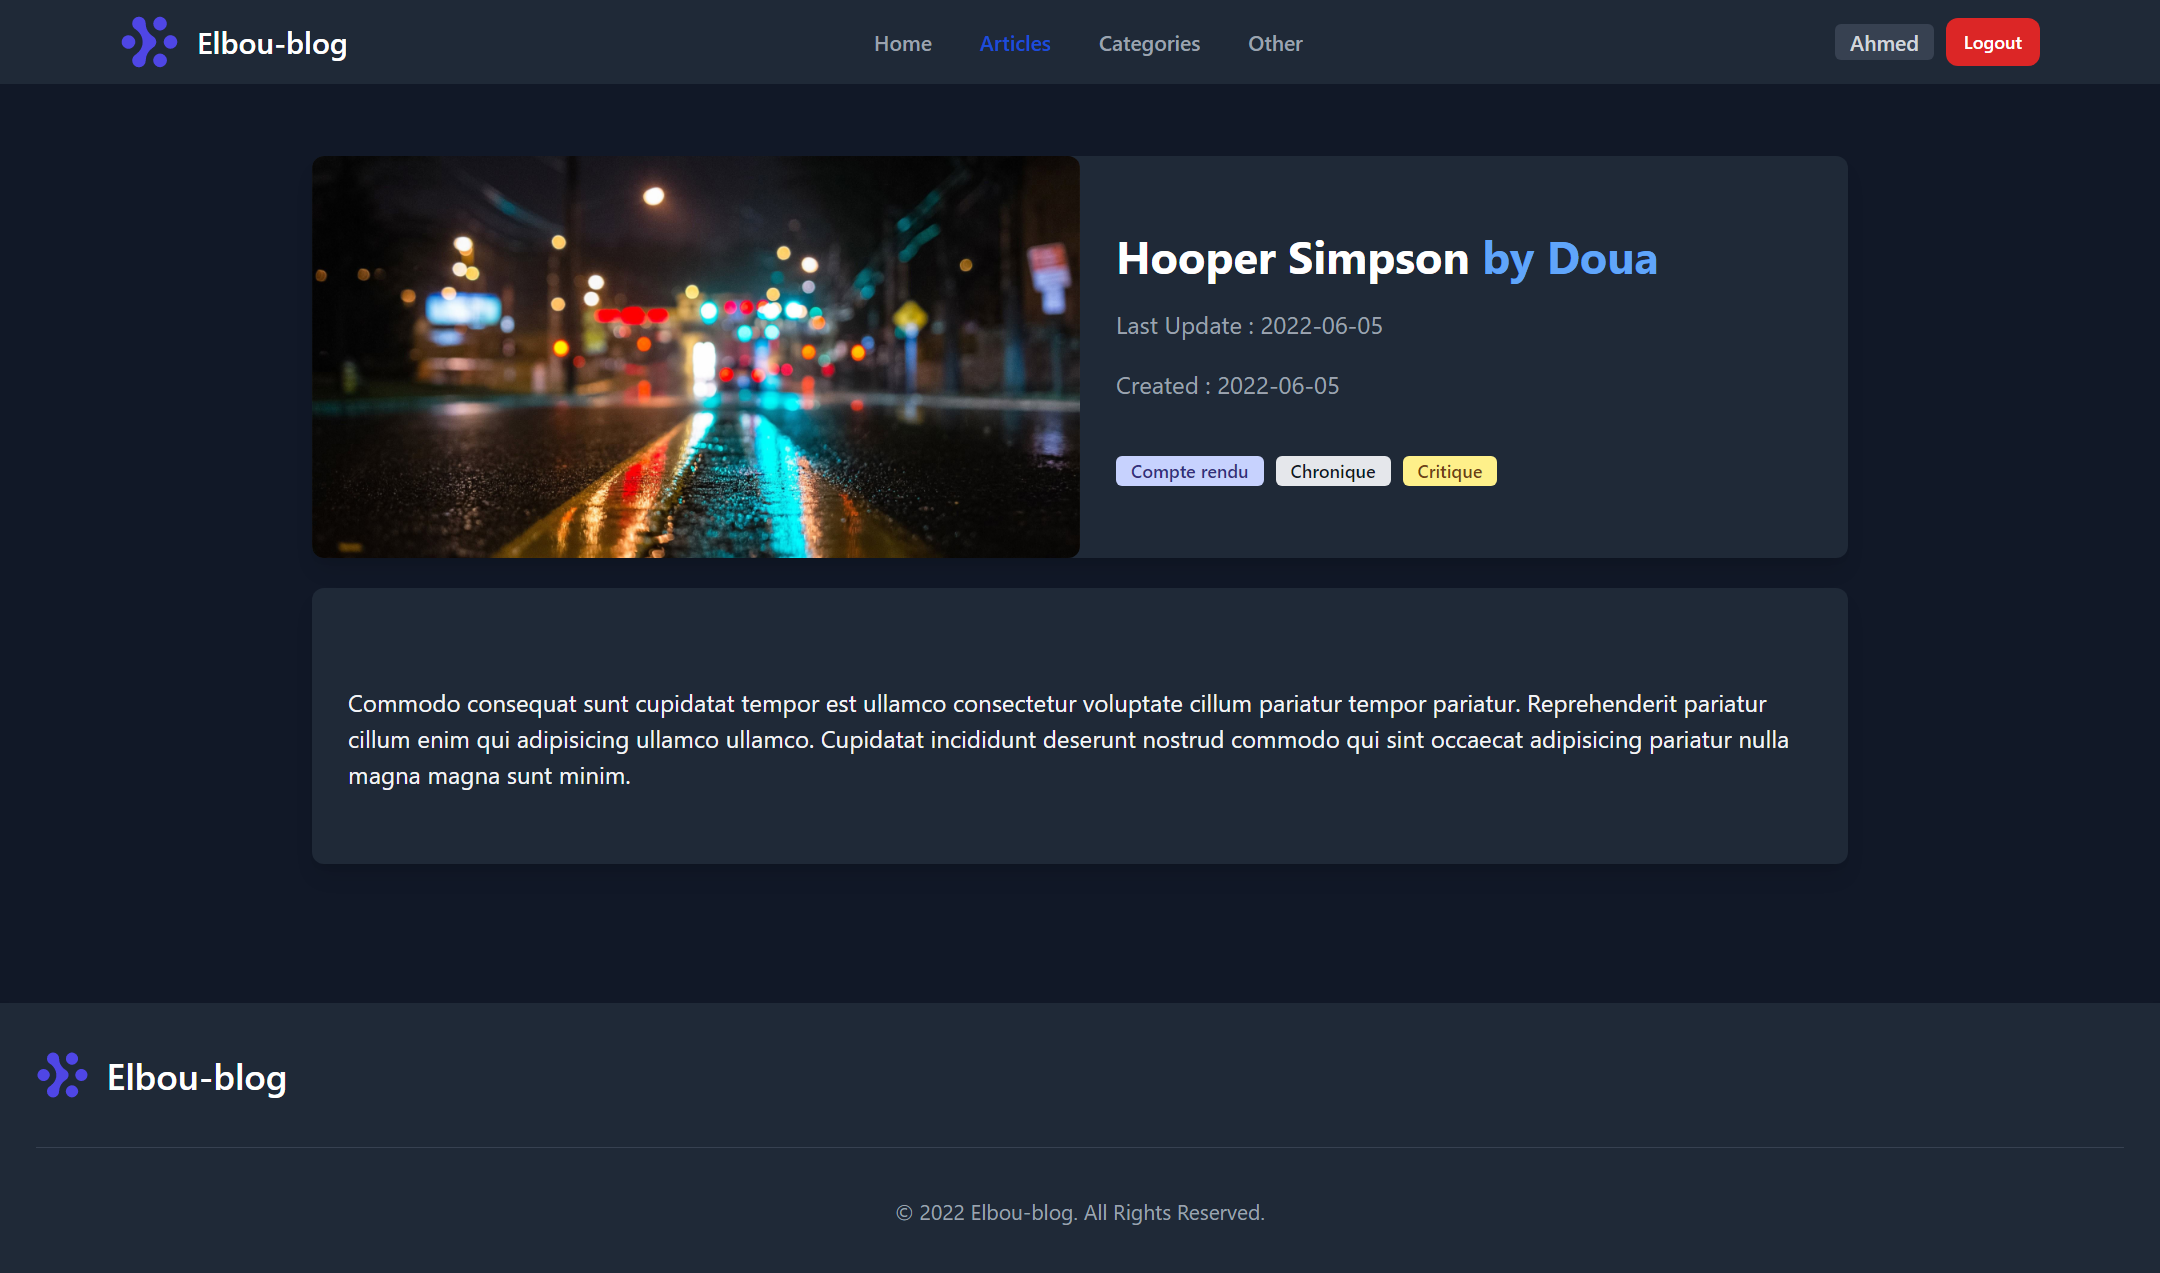 Elbou-blog
Home
Articles
Categories
Other
Ahmed
Logout
Hooper Simpson by Doua
Last Update : 2022-06-05
Created : 2022-06-05
Compte rendu
Chronique
Critique
Commodo consequat sunt cupidatat tempor est ullamco consectetur voluptate cillum pariatur tempor pariatur. Reprehenderit pariatur
cillum enim qui adipisicing ullamco ullamco. Cupidatat incididunt deserunt nostrud commodo qui sint occaecat adipisicing pariatur nulla
magna magna sunt minim.
Elbou-blog
© 2022 Elbou-blog. All Rights Reserved.